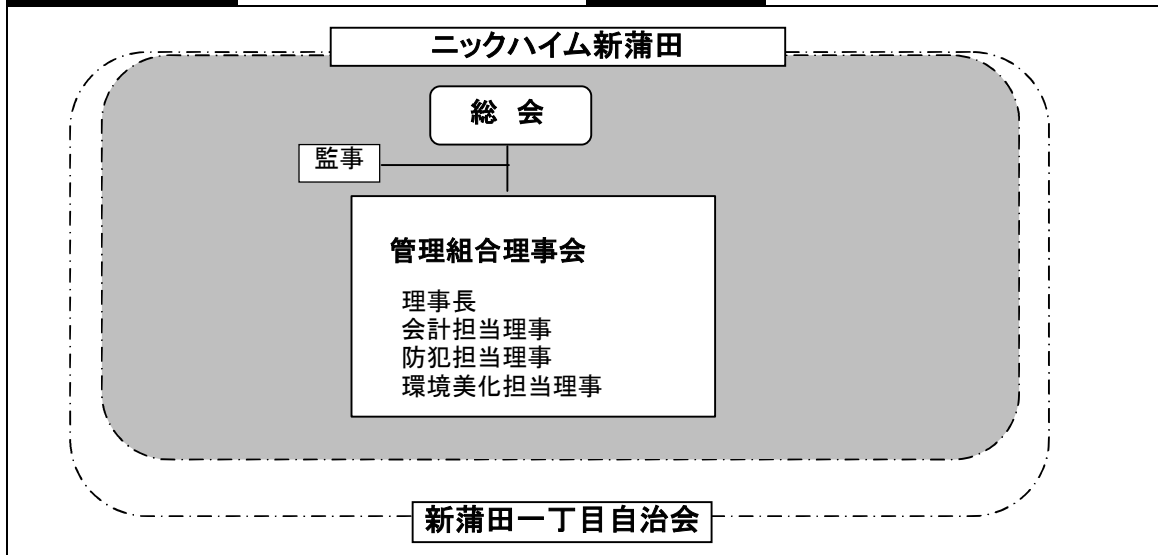 ニックハイム新蒲田
総 会
監事
管理組合理事会
理事長
会計担当理事
防犯担当理事
環境美化担当理事
新蒲田一丁目自治会